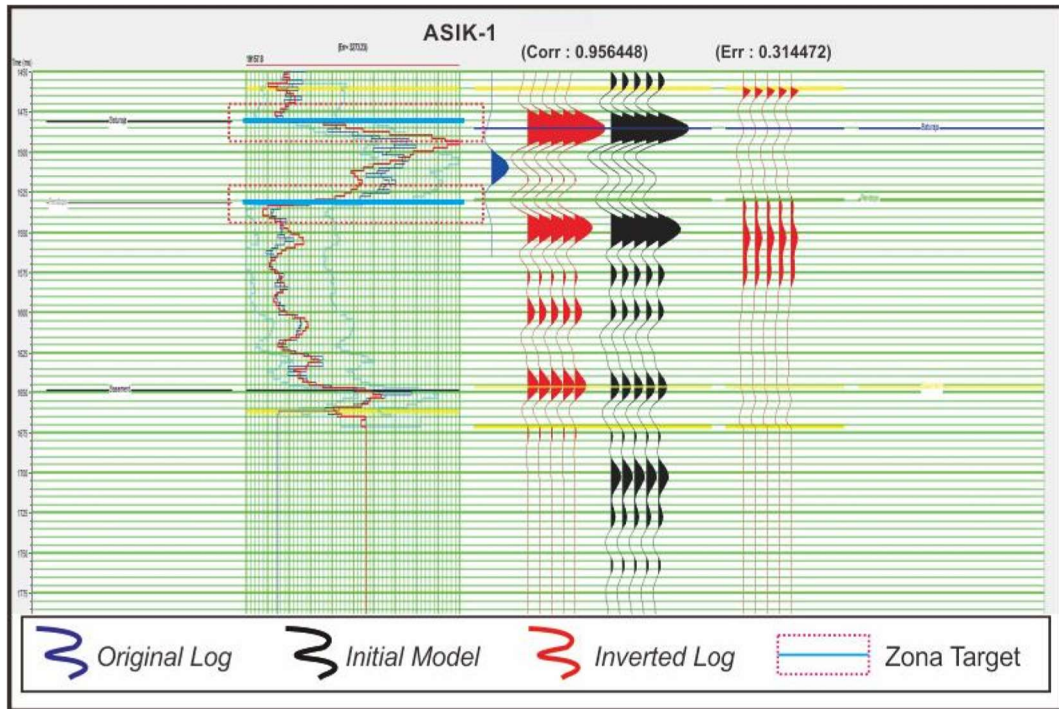 ASIK-1
(Corr : 0.956448)
(Err : 0.314472)
Time (ms)
1450
1475
1500
1525
1550
1575
1600
1625
1650
1675
1700
1725
1750
1775
Basement
Original Log
Initial Model
Inverted Log
Zona Target